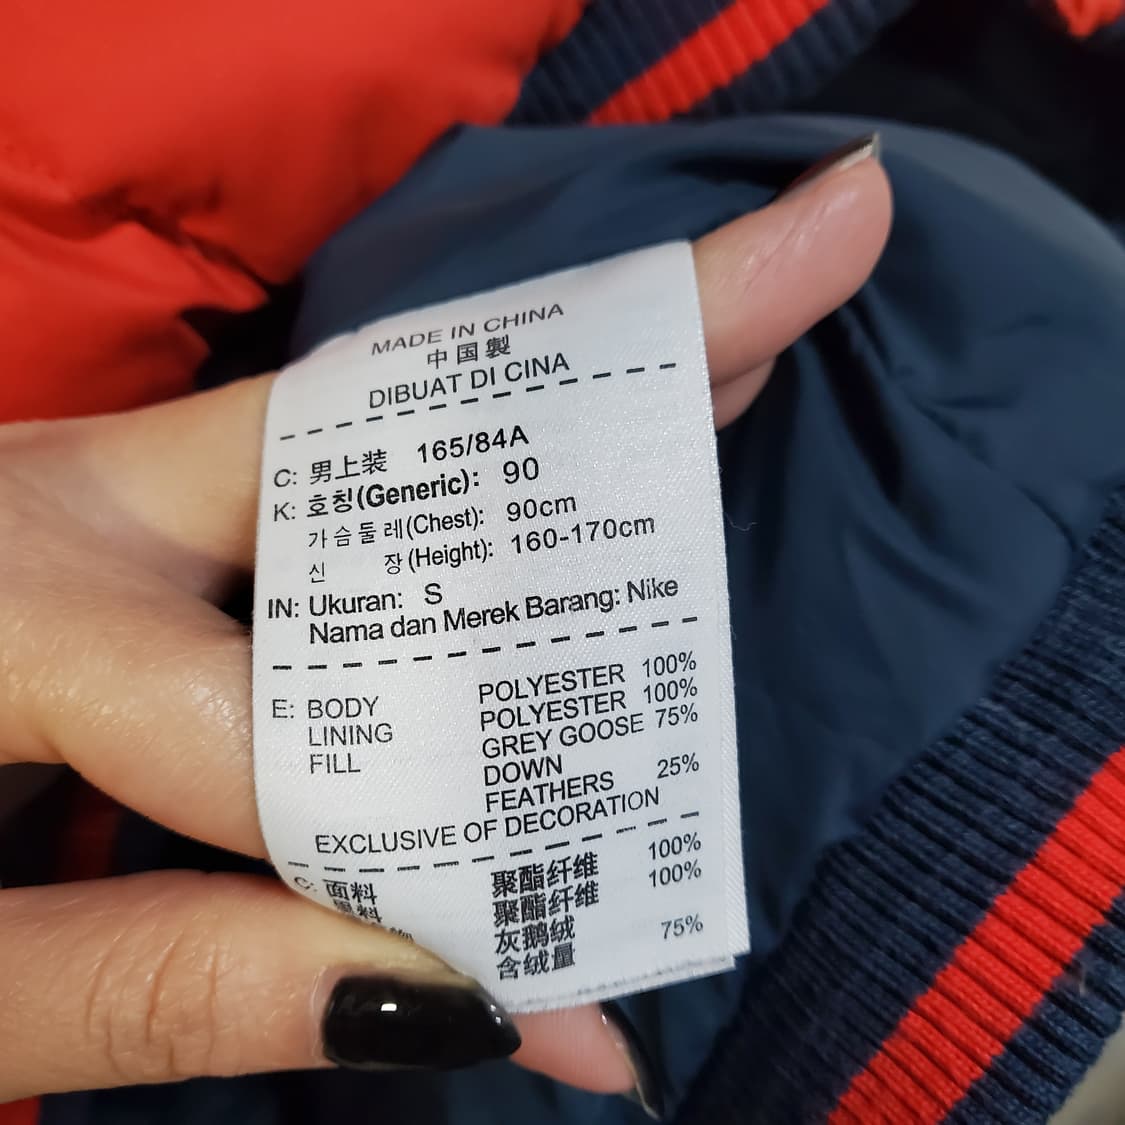 MADE IN CHINA
中国製
DIBUAT DI CINA
C: 男上装 165/84A
K: 호칭(Generic): 90
가슴둘레(Chest): 90cm
신 장(Height): 160-170cm
IN: Ukuran: S
Nama dan Merek Barang: Nike
E: BODY POLYESTER 100%
LINING POLYESTER 100%
FILL GREY GOOSE 75%
DOWN
FEATHERS 25%
EXCLUSIVE OF DECORATION
C: 面料 聚酯纤维 100%
里料 聚酯纤维 100%
灰鹅绒
含绒量 75%